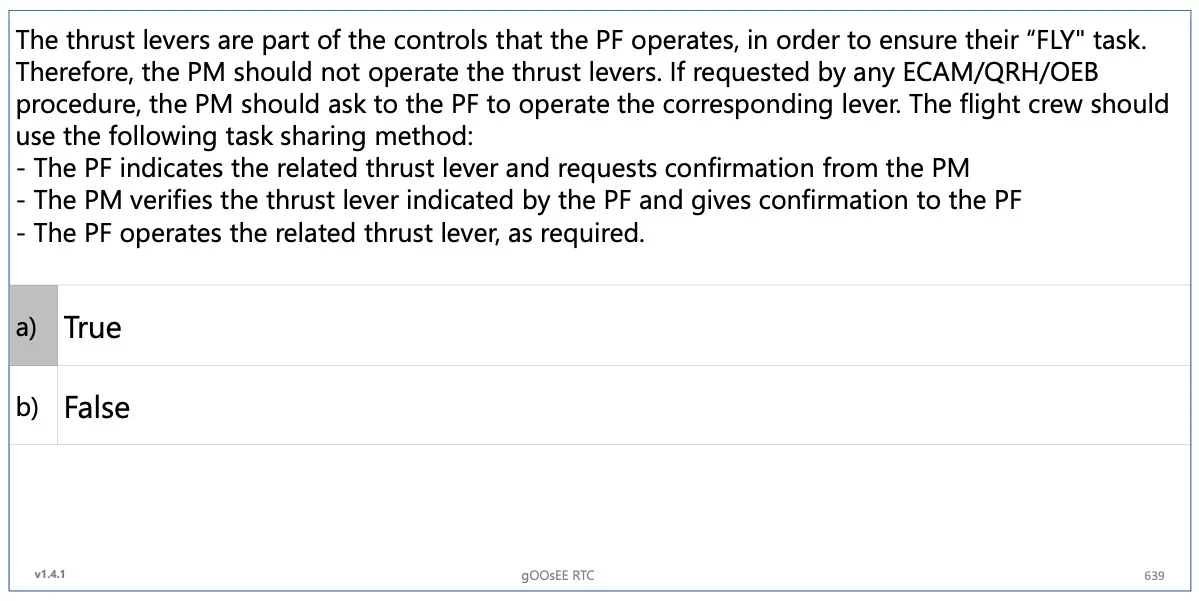 The thrust levers are part of the controls that the PF operates, in order to ensure their “FLY" task.
Therefore, the PM should not operate the thrust levers. If requested by any ECAM/QRH/OEB
procedure, the PM should ask to the PF to operate the corresponding lever. The flight crew should
use the following task sharing method:
- The PF indicates the related thrust lever and requests confirmation from the PM
- The PM verifies the thrust lever indicated by the PF and gives confirmation to the PF
- The PF operates the related thrust lever, as required.
a) True
b) False
v1.4.1 gOOsEE RTC 639